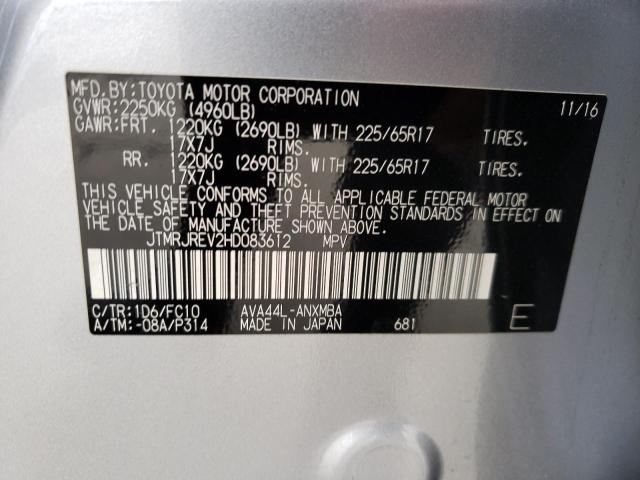 MFD.BY:TOYOTA MOTOR CORPORATION 11/16
GVWR:2250KG (4960LB)
GAWR:FRT. 1220KG (2690LB) WITH 225/65R17 TIRES.
17X7J RIMS.
RR. 1220KG (2690LB) WITH 225/65R17 TIRES.
17X7J RIMS.
THIS VEHICLE CONFORMS TO ALL APPLICABLE FEDERAL MOTOR
VEHICLE SAFETY AND THEFT PREVENTION STANDARDS IN EFFECT ON
THE DATE OF MANUFACTURE SHOWN ABOVE.
JTMRJREV2HD083612 MPV
C/TR:1D6/FC10 AVA44L-ANXMBA
A/TM:-08A/P314 MADE IN JAPAN 681 E